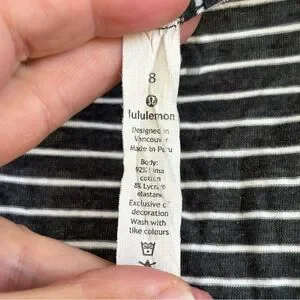 8
lululemon
Designed in
Vancouver
Made in Peru
Body:
92% Pima
cotton
8% Lycra
elastane
Exclusive of
decoration
Wash with
like colours